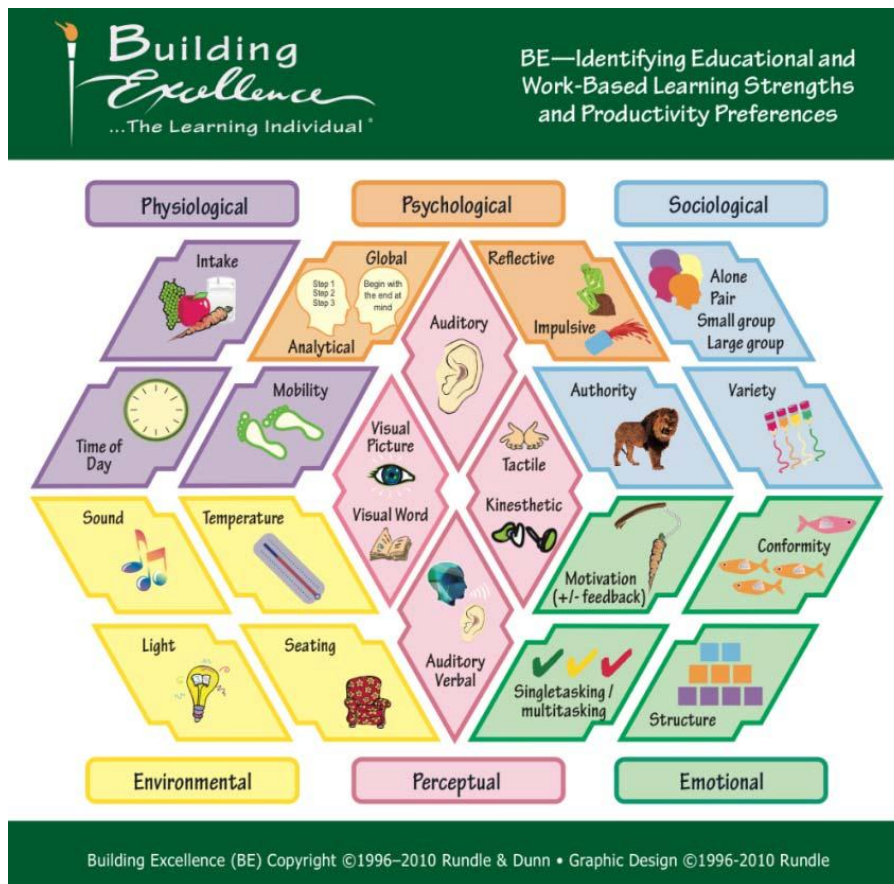 Building
Excellence
...The Learning Individual®
BE—Identifying Educational and
Work-Based Learning Strengths
and Productivity Preferences
Physiological
Psychological
Sociological
Intake
Global
Step 1
Step 2
Step 3
Begin with
the end at
mind
Analytical
Auditory
Reflective
Impulsive
Alone
Pair
Small group
Large group
Time of
Day
Mobility
Visual
Picture
Visual Word
Tactile
Kinesthetic
Authority
Variety
Sound
Temperature
Motivation
(+/- feedback)
Conformity
Light
Seating
Auditory
Verbal
Singletasking /
multitasking
Structure
Environmental
Perceptual
Emotional
Building Excellence (BE) Copyright ©1996–2010 Rundle & Dunn • Graphic Design ©1996-2010 Rundle